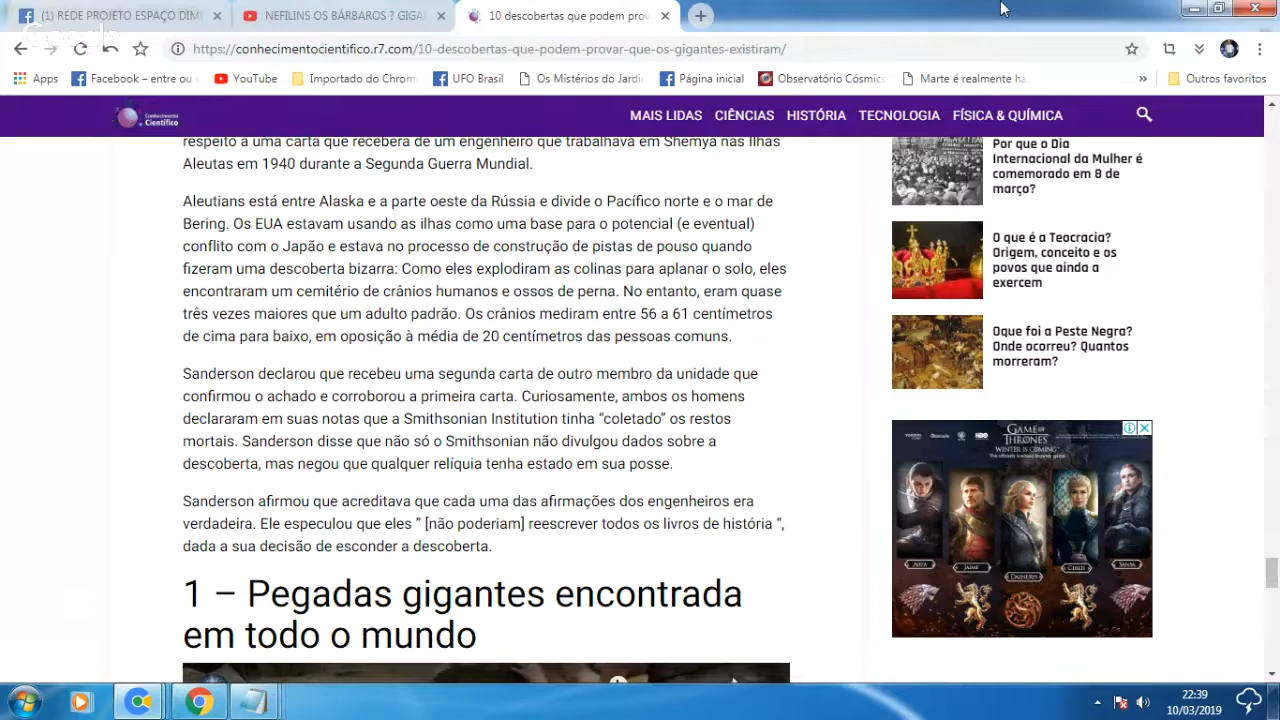 (1) REDE PROJETO ESPAÇO DIM
NEFILINS OS BÁRBAROS ? GIGA
10 descobertas que podem prov
https://conhecimentocientifico.r7.com/10-descobertas-que-podem-provar-que-os-gigantes-existiram/
Apps
Facebook – entre ou
YouTube
Importado do Chrom
UFO Brasil
Os Mistérios do Jardi
Página inicial
Observatório Cósmic
Marte é realmente ha
»
Outros favoritos
Conhecimento
Científico
MAIS LIDAS CIÊNCIAS HISTÓRIA TECNOLOGIA FÍSICA & QUÍMICA
respeito a uma carta que recebera de um engenheiro que trabalhava em Shemya nas Ilhas
Aleutas em 1940 durante a Segunda Guerra Mundial.
Aleutians está entre Alaska e a parte oeste da Rússia e divide o Pacífico norte e o mar de
Bering. Os EUA estavam usando as ilhas como uma base para o potencial (e eventual)
conflito com o Japão e estava no processo de construção de pistas de pouso quando
fizeram uma descoberta bizarra: Como eles explodiram as colinas para aplanar o solo, eles
encontraram um cemitério de crânios humanos e ossos de perna. No entanto, eram quase
três vezes maiores que um adulto padrão. Os crânios mediram entre 56 a 61 centímetros
de cima para baixo, em oposição à média de 20 centímetros das pessoas comuns.
Sanderson declarou que recebeu uma segunda carta de outro membro da unidade que
confirmou o achado e corroborou a primeira carta. Curiosamente, ambos os homens
declararam em suas notas que a Smithsonian Institution tinha “coletado” os restos
mortais. Sanderson disse que não só o Smithsonian não divulgou dados sobre a
descoberta, mas negou que qualquer relíquia tenha estado em sua posse.
Sanderson afirmou que acreditava que cada uma das afirmações dos engenheiros era
verdadeira. Ele especulou que eles ” [não poderiam] reescrever todos os livros de história “,
dada a sua decisão de esconder a descoberta.
1 – Pegadas gigantes encontrada
em todo o mundo
Por que o Dia
Internacional da Mulher é
comemorado em 8 de
março?
O que é a Teocracia?
Origem, conceito e os
povos que ainda a
exercem
Oque foi a Peste Negra?
Onde ocorreu? Quantos
morreram?
HBO
GAME OF
THRONES
WINTER IS COMING
ARYA
JAIME
DAENERYS
CERSEI
SANSA
22:39
10/03/2019